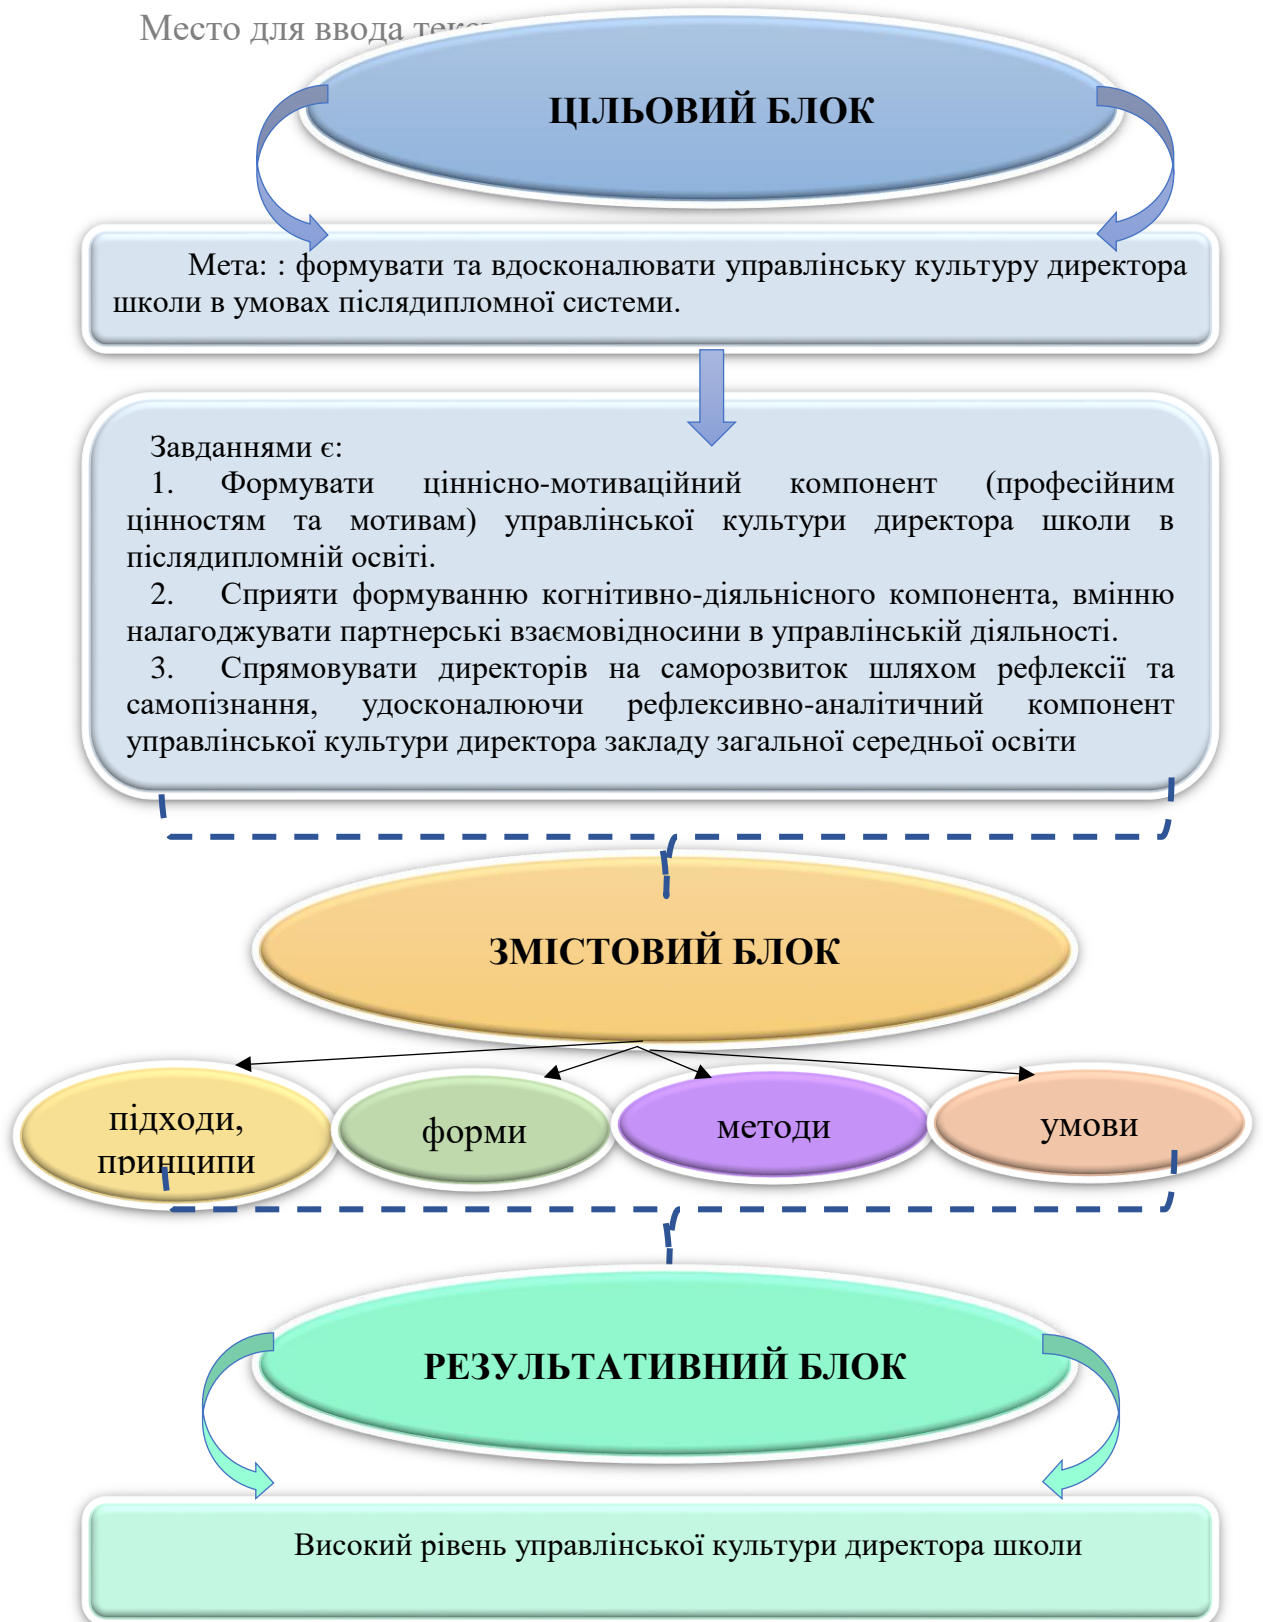 Место для ввода
ЦІЛЬОВИЙ БЛОК
Мета: : формувати та вдосконалювати управлінську культуру директора
школи в умовах післядипломної системи.
Завданнями є:
1. Формувати ціннісно-мотиваційний компонент (професійним
цінностям та мотивам) управлінської культури директора школи в
післядипломній освіті.
2. Сприяти формуванню когнітивно-діяльнісного компонента, вмінню
налагоджувати партнерські взаємовідносини в управлінській діяльності.
3. Спрямовувати директорів на саморозвиток шляхом рефлексії та
самопізнання, удосконалюючи рефлексивно-аналітичний компонент
управлінської культури директора закладу загальної середньої освіти
ЗМІСТОВИЙ БЛОК
підходи,
принципи
форми
методи
умови
РЕЗУЛЬТАТИВНИЙ БЛОК
Високий рівень управлінської культури директора школи